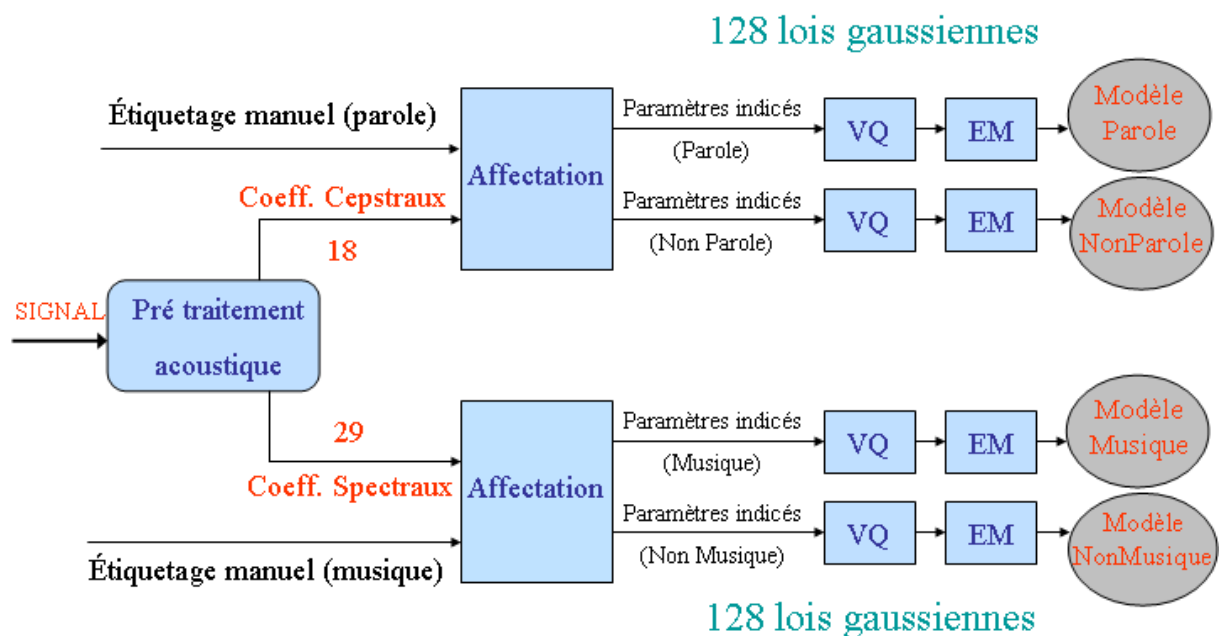 128 lois gaussiennes
Étiquetage manuel (parole)
Affectation
Paramètres indicés
(Parole)
VQ
EM
Modèle
Parole
Coeff. Cepstraux
18
Paramètres indicés
(Non Parole)
VQ
EM
Modèle
NonParole
SIGNAL
Pré traitement
acoustique
29
Coeff. Spectraux
Affectation
Paramètres indicés
(Musique)
VQ
EM
Modèle
Musique
Étiquetage manuel (musique)
Paramètres indicés
(Non Musique)
VQ
EM
Modèle
NonMusique
128 lois gaussiennes